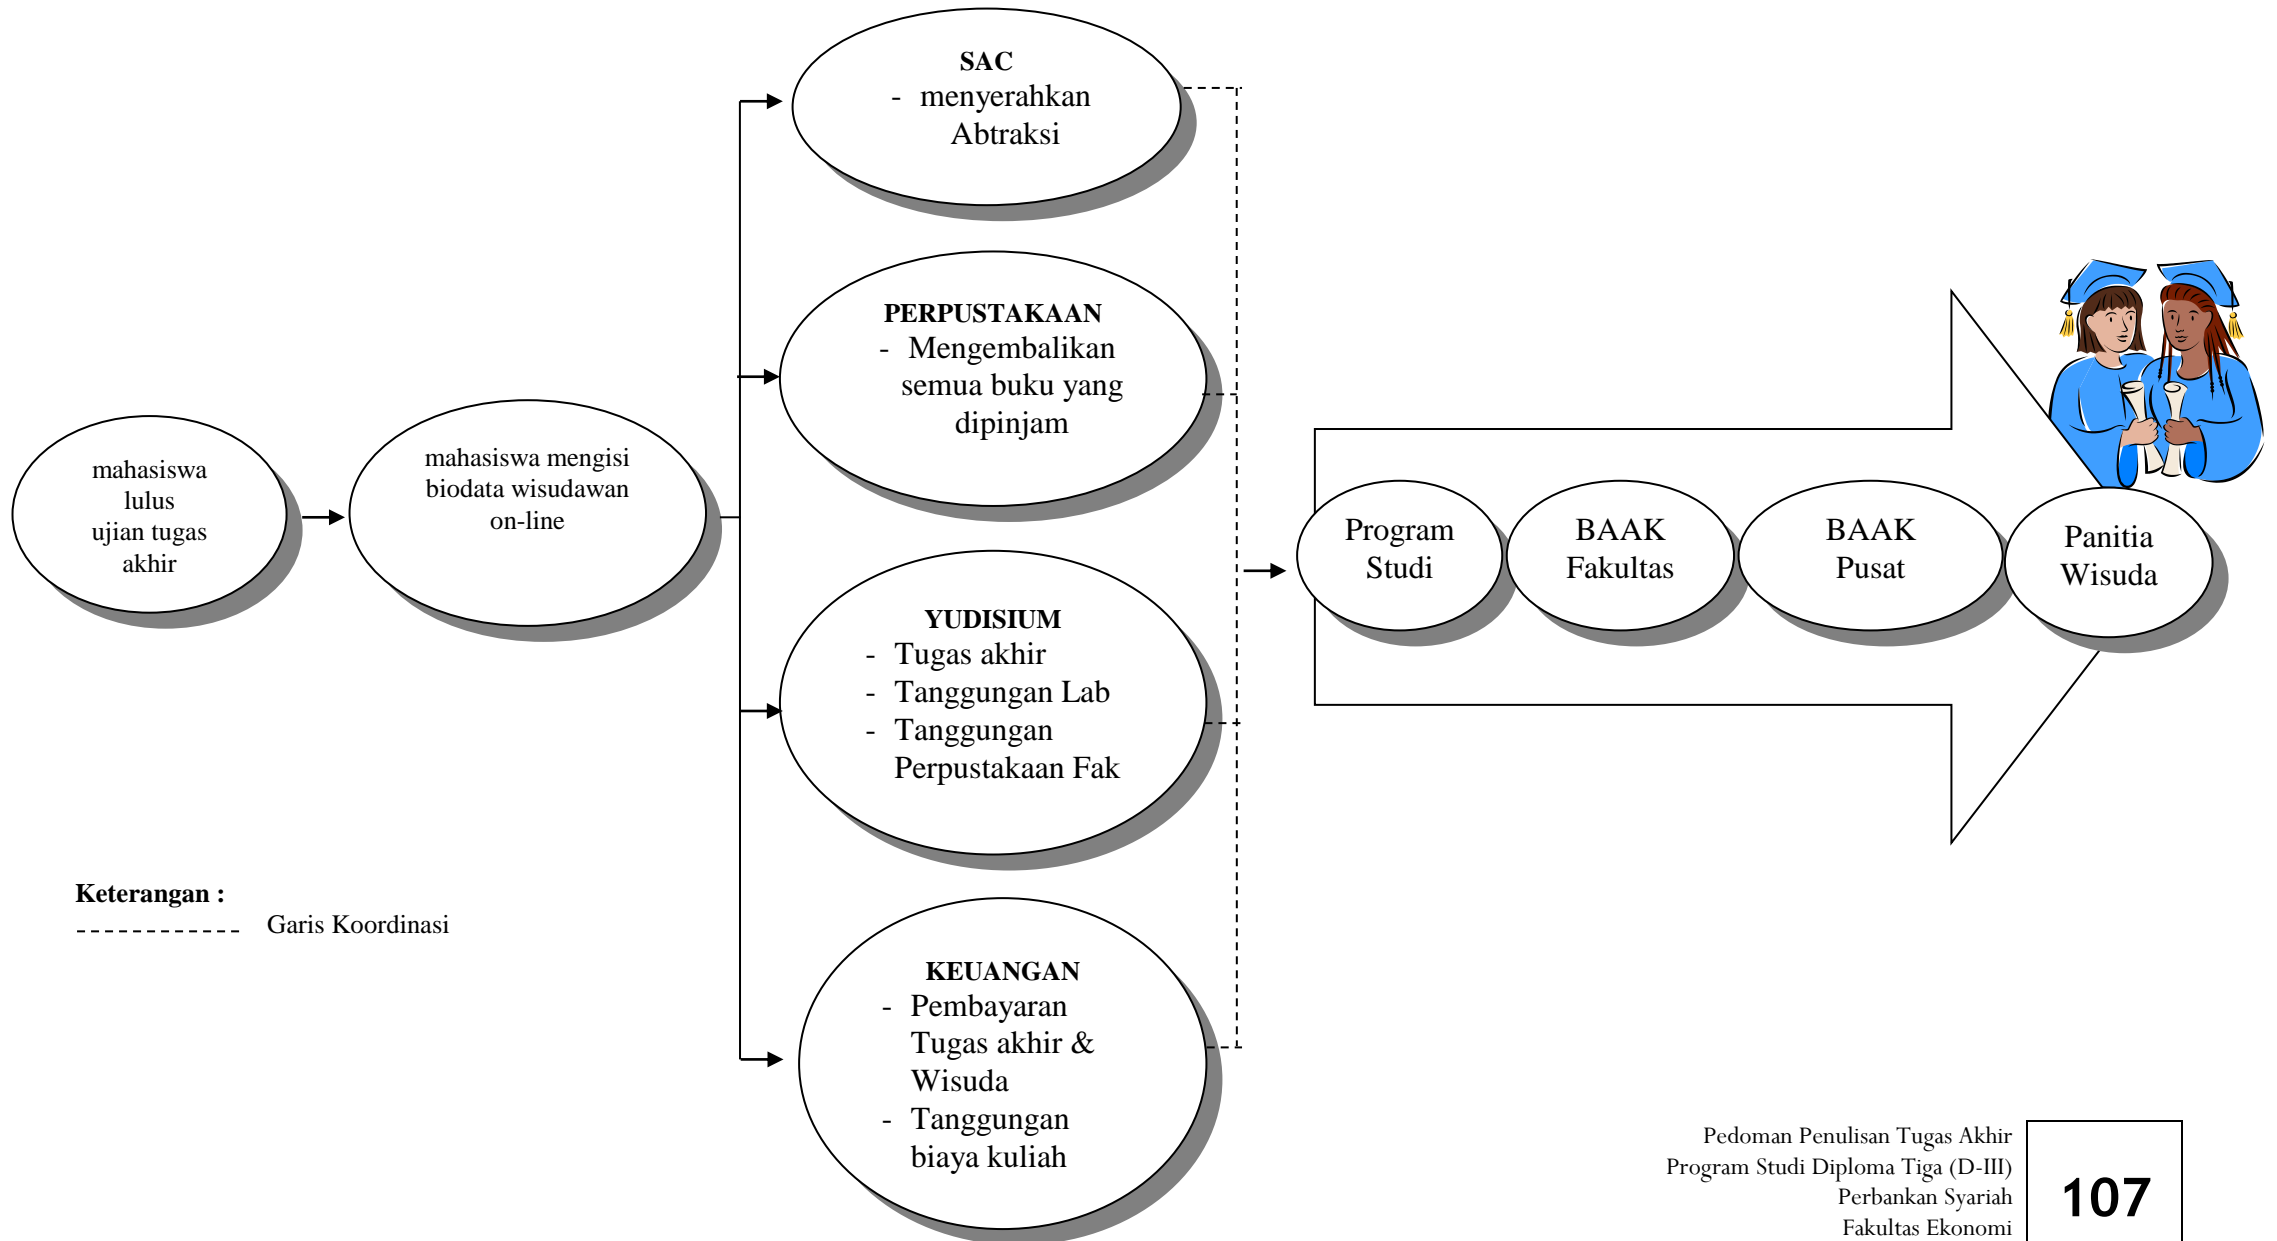 mahasiswa
lulus
ujian tugas
akhir
mahasiswa mengisi
biodata wisudawan
on-line
SAC
- menyerahkan
Abtraksi
PERPUSTAKAAN
- Mengembalikan
semua buku yang
dipinjam
YUDISIUM
- Tugas akhir
- Tanggungan Lab
- Tanggungan
Perpustakaan Fak
KEUANGAN
- Pembayaran
Tugas akhir &
Wisuda
- Tanggungan
biaya kuliah
Program
Studi
BAAK
Fakultas
BAAK
Pusat
Panitia
Wisuda
Keterangan :
Garis Koordinasi
Pedoman Penulisan Tugas Akhir
Program Studi Diploma Tiga (D-III)
Perbankan Syariah
Fakultas Ekonomi
107